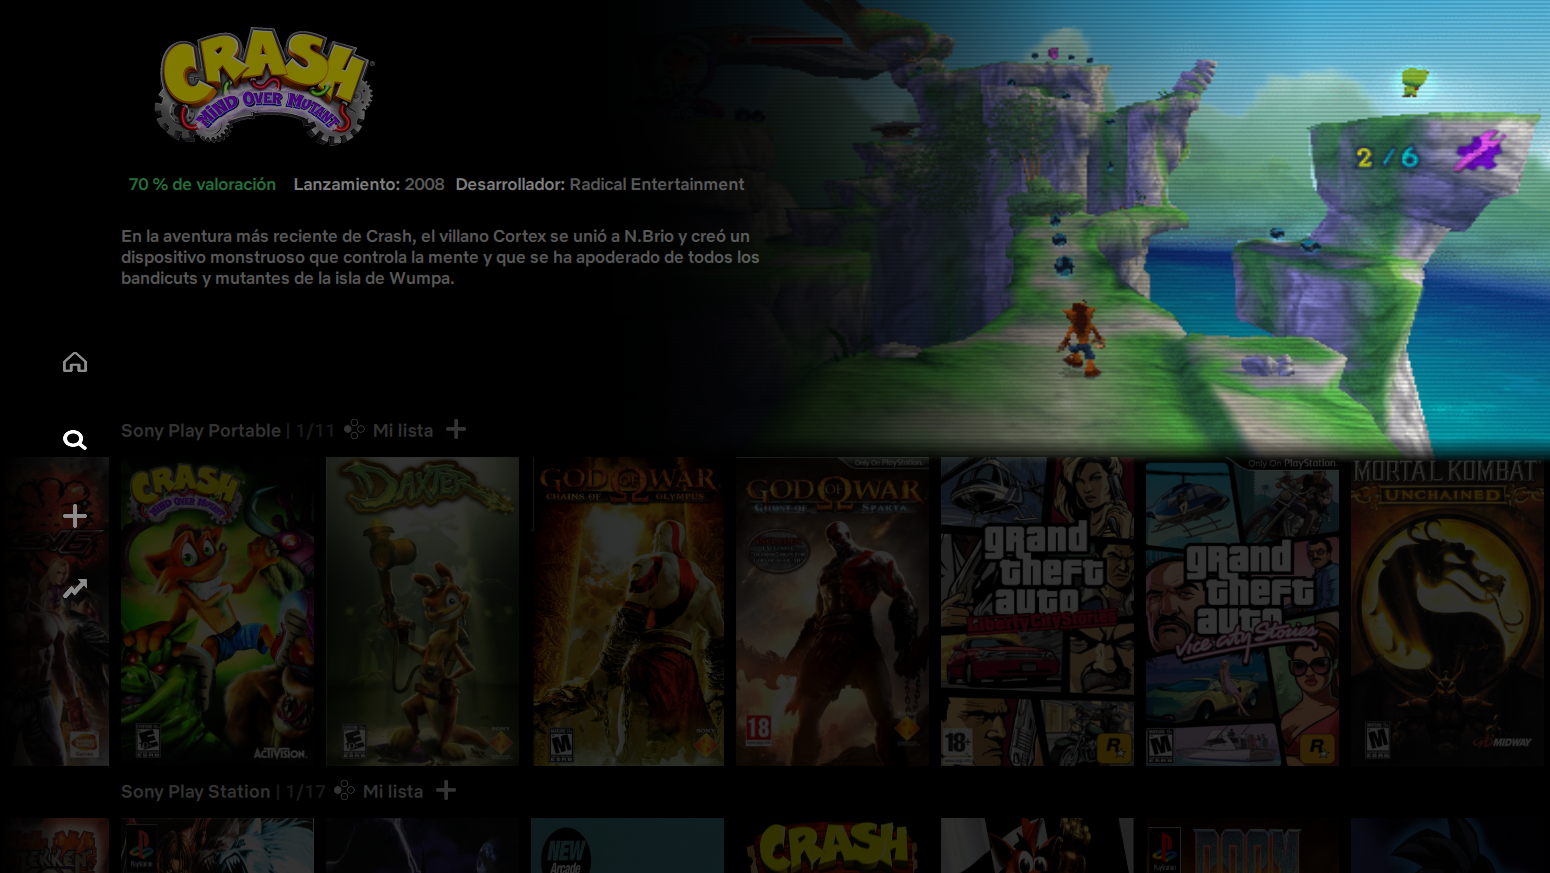 CRASH
MIND OVER MUTANT
2/6
70 % de valoración Lanzamiento: 2008 Desarrollador: Radical Entertainment
En la aventura más reciente de Crash, el villano Cortex se unió a N.Brio y creó un
dispositivo monstruoso que controla la mente y que se ha apoderado de todos los
bandicuts y mutantes de la isla de Wumpa.
Sony Play Portable | 1/11 Mi lista
CRASH
MIND OVER MUTANT
E
ACTIVISION.
DAXTER
E
GOD OF WAR
CHAINS OF OLYMPUS
M
Only On PlayStation.
GOD OF WAR
GHOST OF SPARTA
18
grand
theft
auto
Liberty City Stories
18+
R
Only On PlayStation.
grand
theft
auto
Vice City Stories
M
R
MORTAL KOMBAT
UNCHAINED
M
MIDWAY
Sony Play Station | 1/17 Mi lista
TEKKEN
PlayStation
NEW
Arcade
CRASH
PlayStation
DOOM